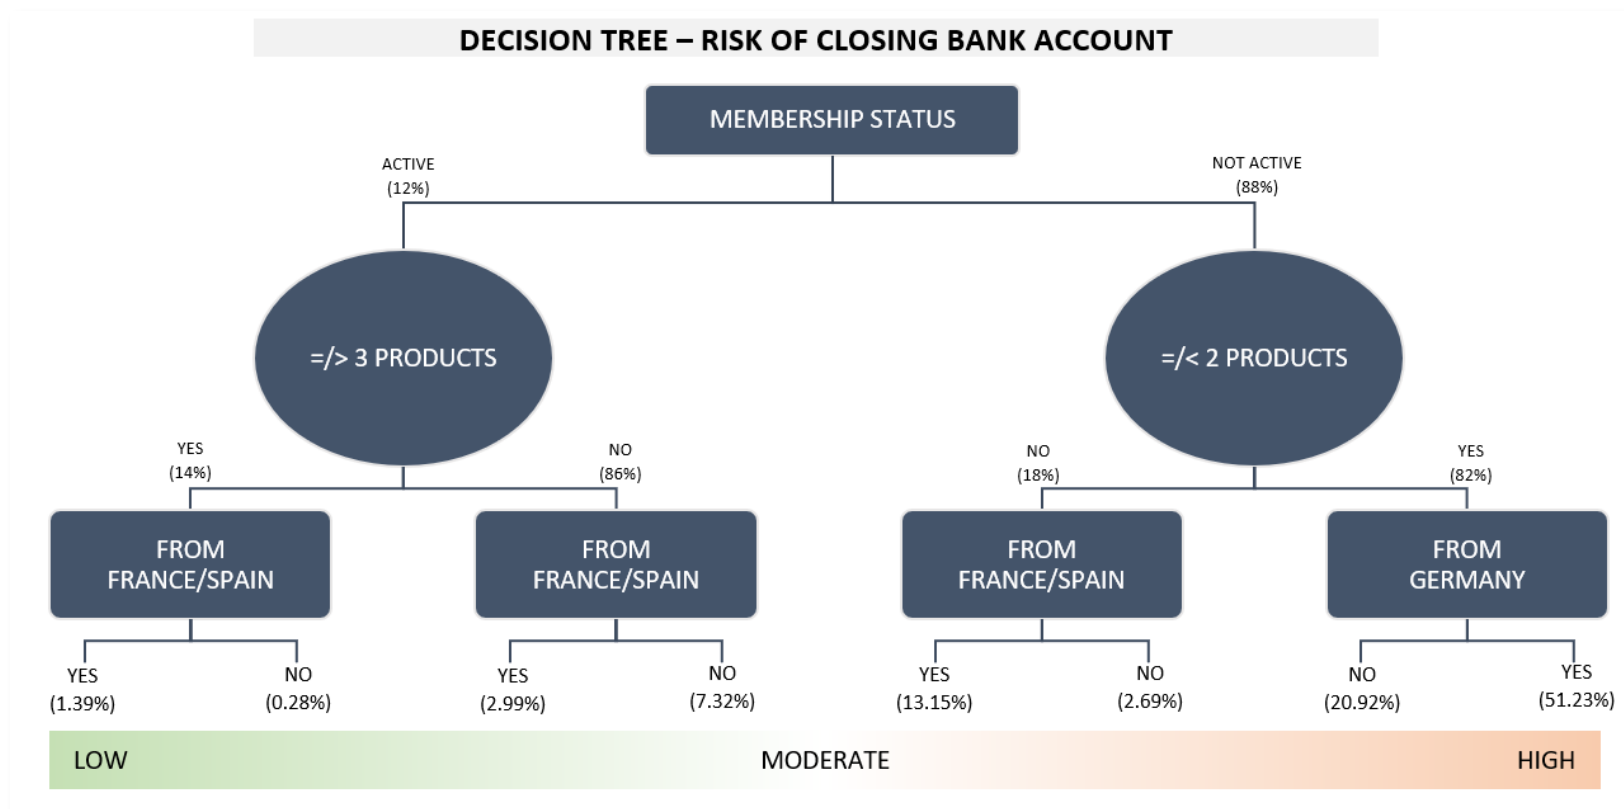 DECISION TREE – RISK OF CLOSING BANK ACCOUNT
MEMBERSHIP STATUS
ACTIVE
(12%)
NOT ACTIVE
(88%)
=/> 3 PRODUCTS
=/< 2 PRODUCTS
YES
(14%)
NO
(86%)
NO
(18%)
YES
(82%)
FROM
FRANCE/SPAIN
FROM
FRANCE/SPAIN
FROM
FRANCE/SPAIN
FROM
GERMANY
YES
(1.39%)
NO
(0.28%)
YES
(2.99%)
NO
(7.32%)
YES
(13.15%)
NO
(2.69%)
NO
(20.92%)
YES
(51.23%)
LOW
MODERATE
HIGH